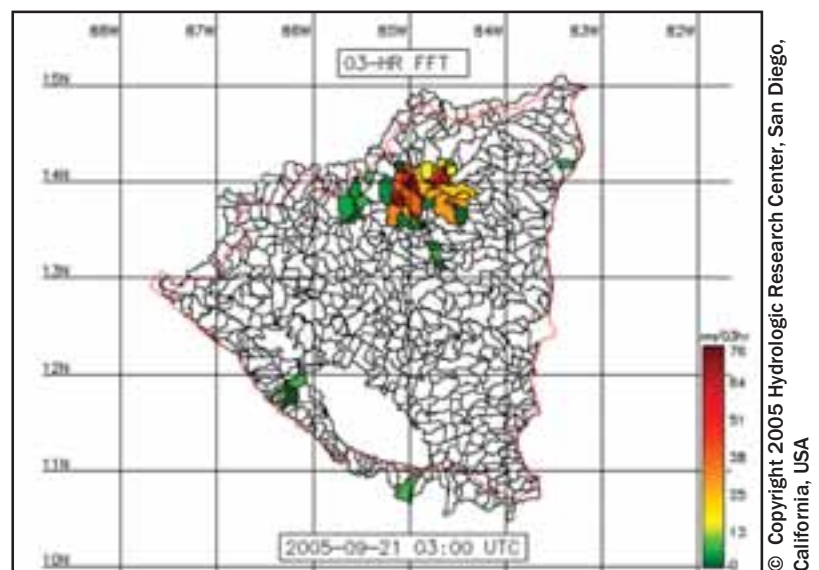 88W 87W 86W 85W 84W 83W 82W
03-HR FFT
15N
14N
13N
12N
11N
10N
mm/03hr
76
64
51
38
25
13
0
2005-09-21 03:00 UTC
© Copyright 2005 Hydrologic Research Center, San Diego,
California, USA